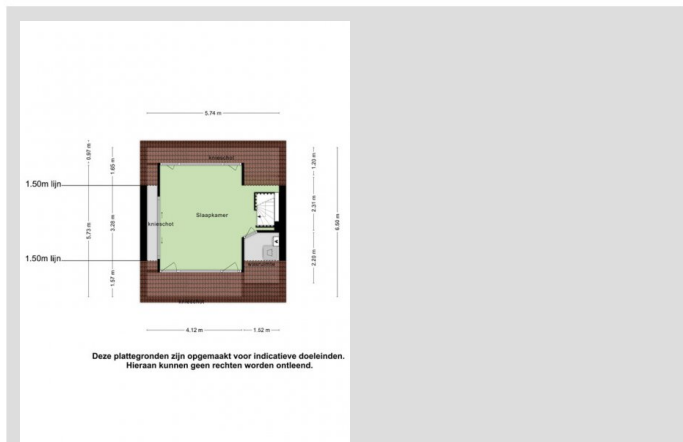 5.74 m
0.97 m
1.65 m
knieschot
1.23 m
1.50m lijn
Slaapkamer
2.31 m
6.50 m
knieschot
5.73 m
3.28 m
1.50m lijn
2.20 m
1.57 m
knieschot
4.12 m
1.52 m
Deze plattegronden zijn opgemaakt voor indicatieve doeleinden.
Hieraan kunnen geen rechten worden ontleend.